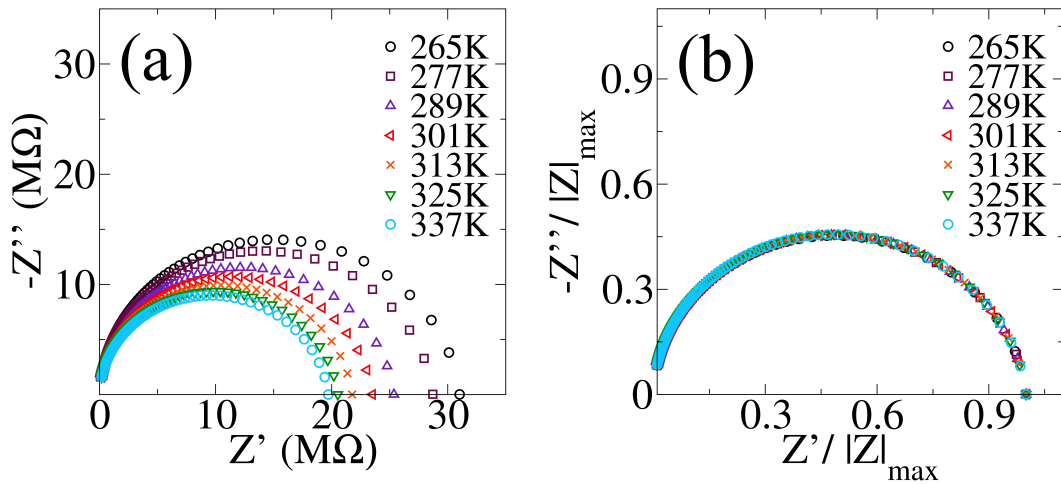 (a)
265K
277K
289K
301K
313K
325K
337K
30
20
10
0
10
20
30
Z' (MΩ)
-Z'' (MΩ)
(b)
265K
277K
289K
301K
313K
325K
337K
0.9
0.6
0.3
0
0.3
0.6
0.9
Z'/ |Z|max
-Z''/ |Z|max